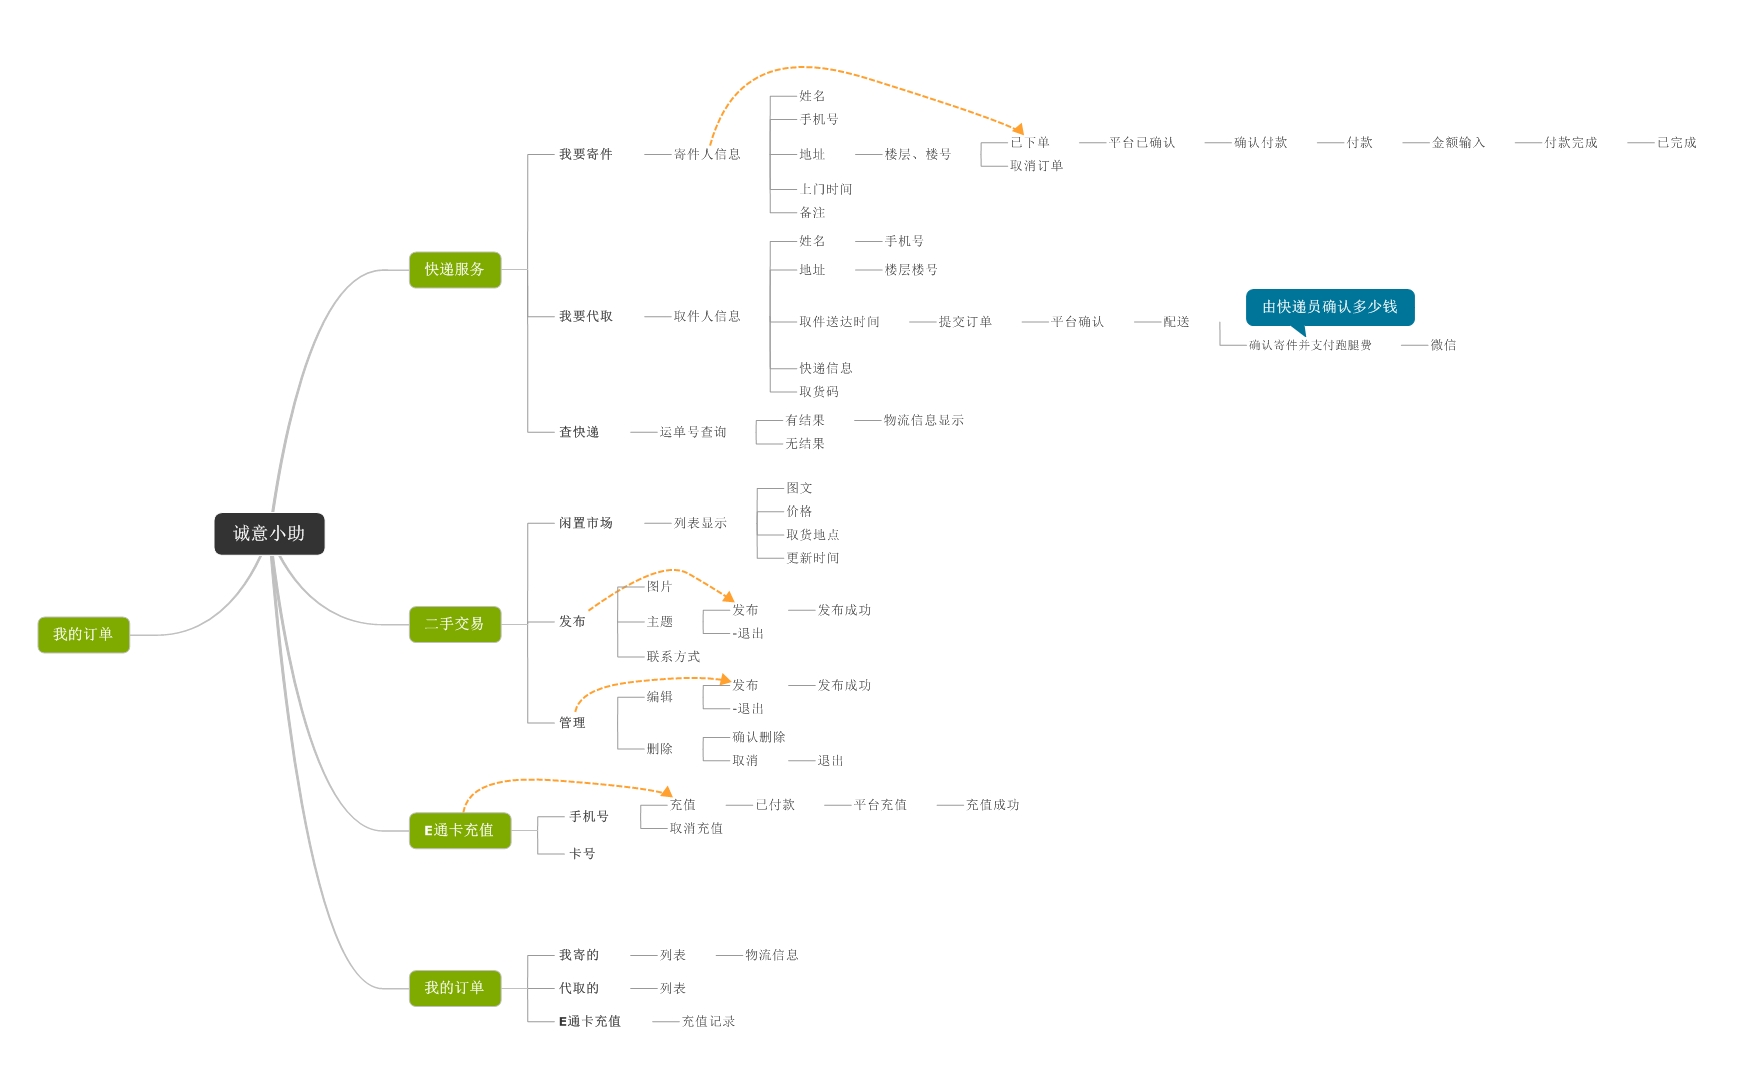 诚意小助
我的订单
快递服务
我要寄件
寄件人信息
姓名
手机号
地址
楼层、楼号
已下单
平台已确认
确认付款
付款
金额输入
付款完成
已完成
取消订单
上门时间
备注
我要代取
取件人信息
姓名
手机号
地址
楼层楼号
取件送达时间
提交订单
平台确认
配送
由快递员确认多少钱
确认寄件并支付跑腿费
微信
快递信息
取货码
查快递
运单号查询
有结果
物流信息显示
无结果
二手交易
闲置市场
列表显示
图文
价格
取货地点
更新时间
发布
图片
主题
发布
发布成功
-退出
联系方式
管理
编辑
发布
发布成功
-退出
删除
确认删除
取消
退出
E通卡充值
手机号
充值
已付款
平台充值
充值成功
取消充值
卡号
我的订单
我寄的
列表
物流信息
代取的
列表
E通卡充值
充值记录